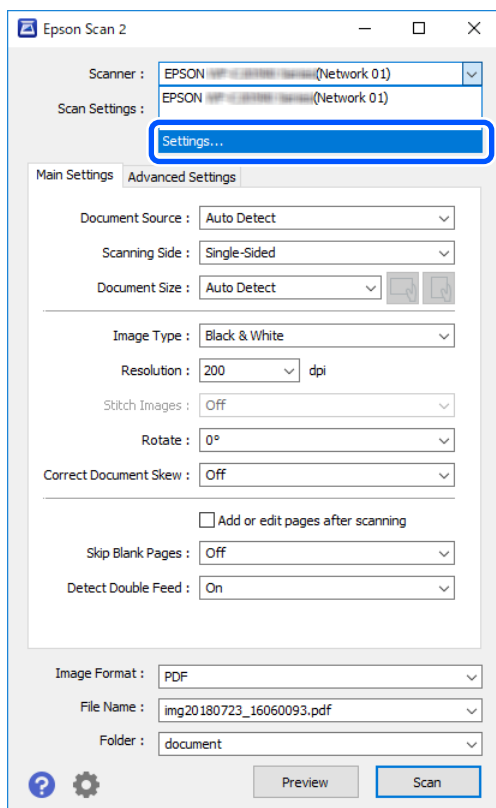 Epson Scan 2
Scanner : EPSON (Network 01)
EPSON (Network 01)
Scan Settings :
Settings...
Main Settings Advanced Settings
Document Source : Auto Detect
Scanning Side : Single-Sided
Document Size : Auto Detect
Image Type : Black & White
Resolution : 200 dpi
Stitch Images : Off
Rotate : 0°
Correct Document Skew : Off
Add or edit pages after scanning
Skip Blank Pages : Off
Detect Double Feed : On
Image Format : PDF
File Name : img20180723_16060093.pdf
Folder : document
? Preview Scan